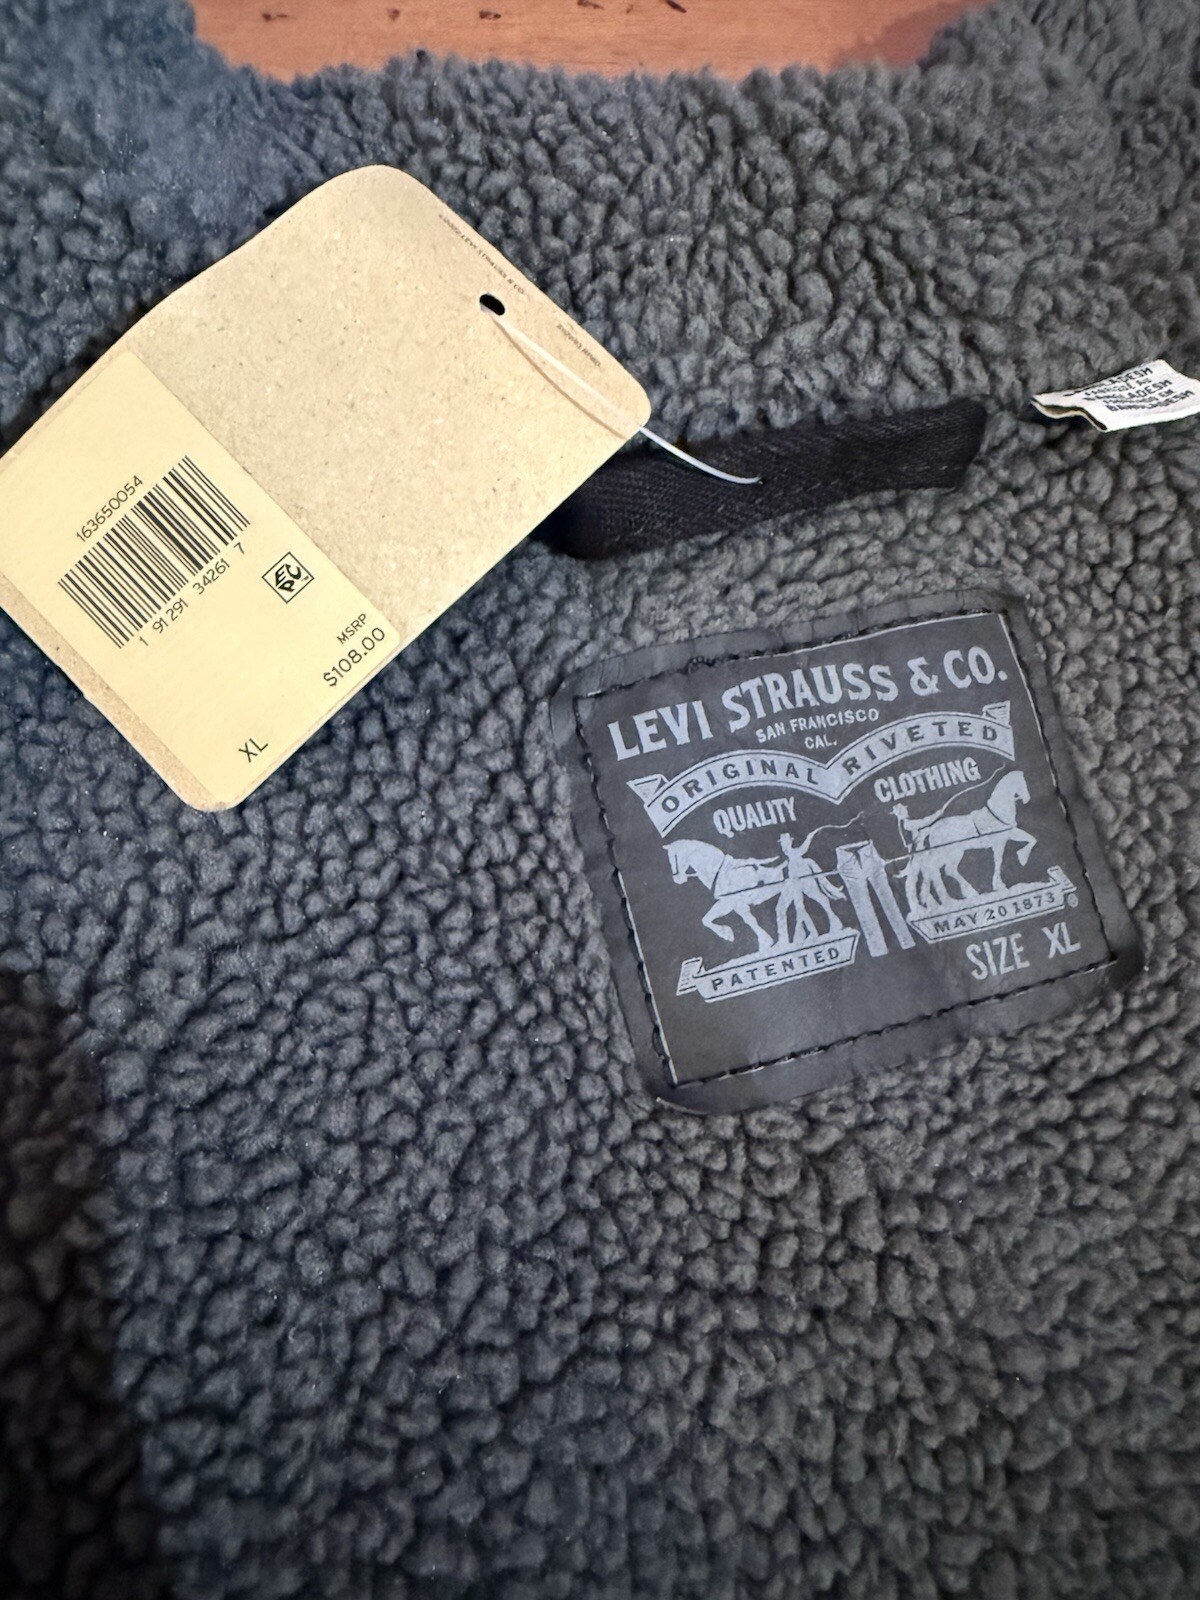 163650054
1 91291 34261 7
EPC
MSRP
$108.00
XL
LEVI STRAUSS & CO.
SAN FRANCISCO
CAL.
ORIGINAL RIVETED
QUALITY CLOTHING
PATENTED
MAY 20 1873 ®
SIZE XL